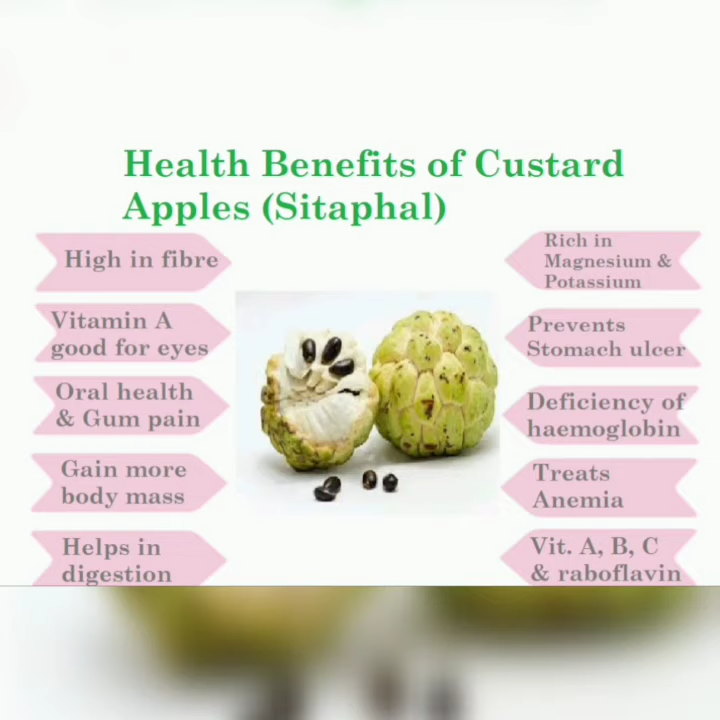 Health Benefits of Custard
Apples (Sitaphal)
High in fibre
Vitamin A
good for eyes
Oral health
& Gum pain
Gain more
body mass
Helps in
digestion
Rich in
Magnesium &
Potassium
Prevents
Stomach ulcer
Deficiency of
haemoglobin
Treats
Anemia
Vit. A, B, C
& raboflavin